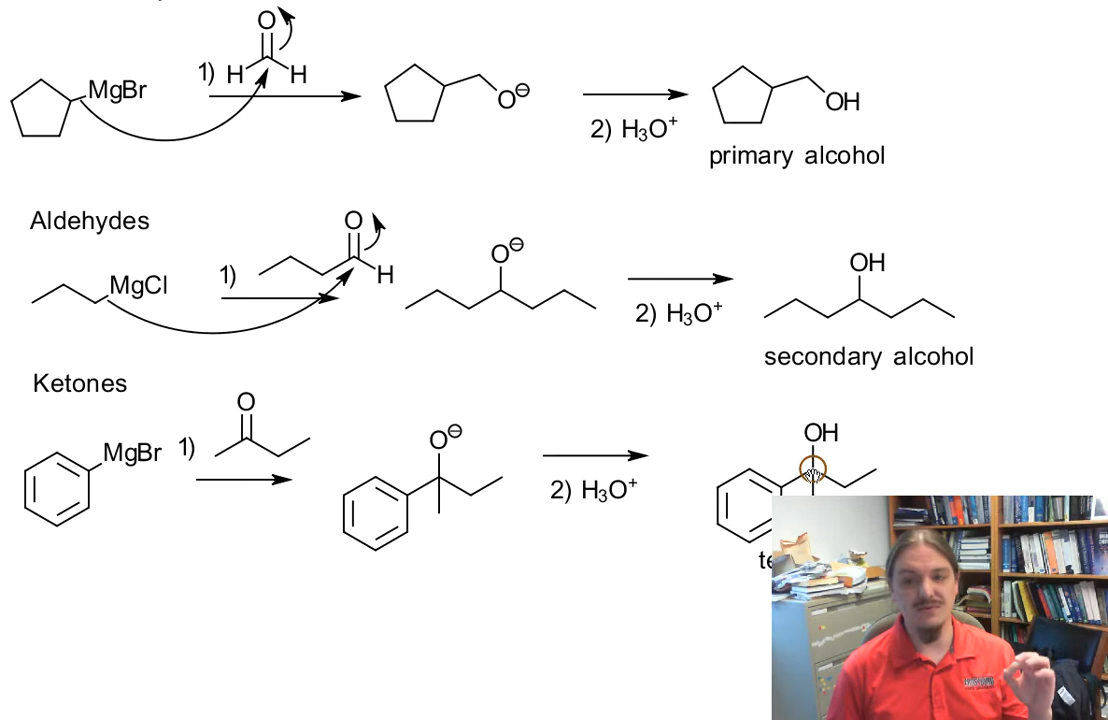 O
1) H H
MgBr
O⊖
2) H3O+
OH
primary alcohol
Aldehydes
O
1)
H
MgCl
O⊖
2) H3O+
OH
secondary alcohol
Ketones
O
1)
MgBr
O⊖
2) H3O+
OH
te